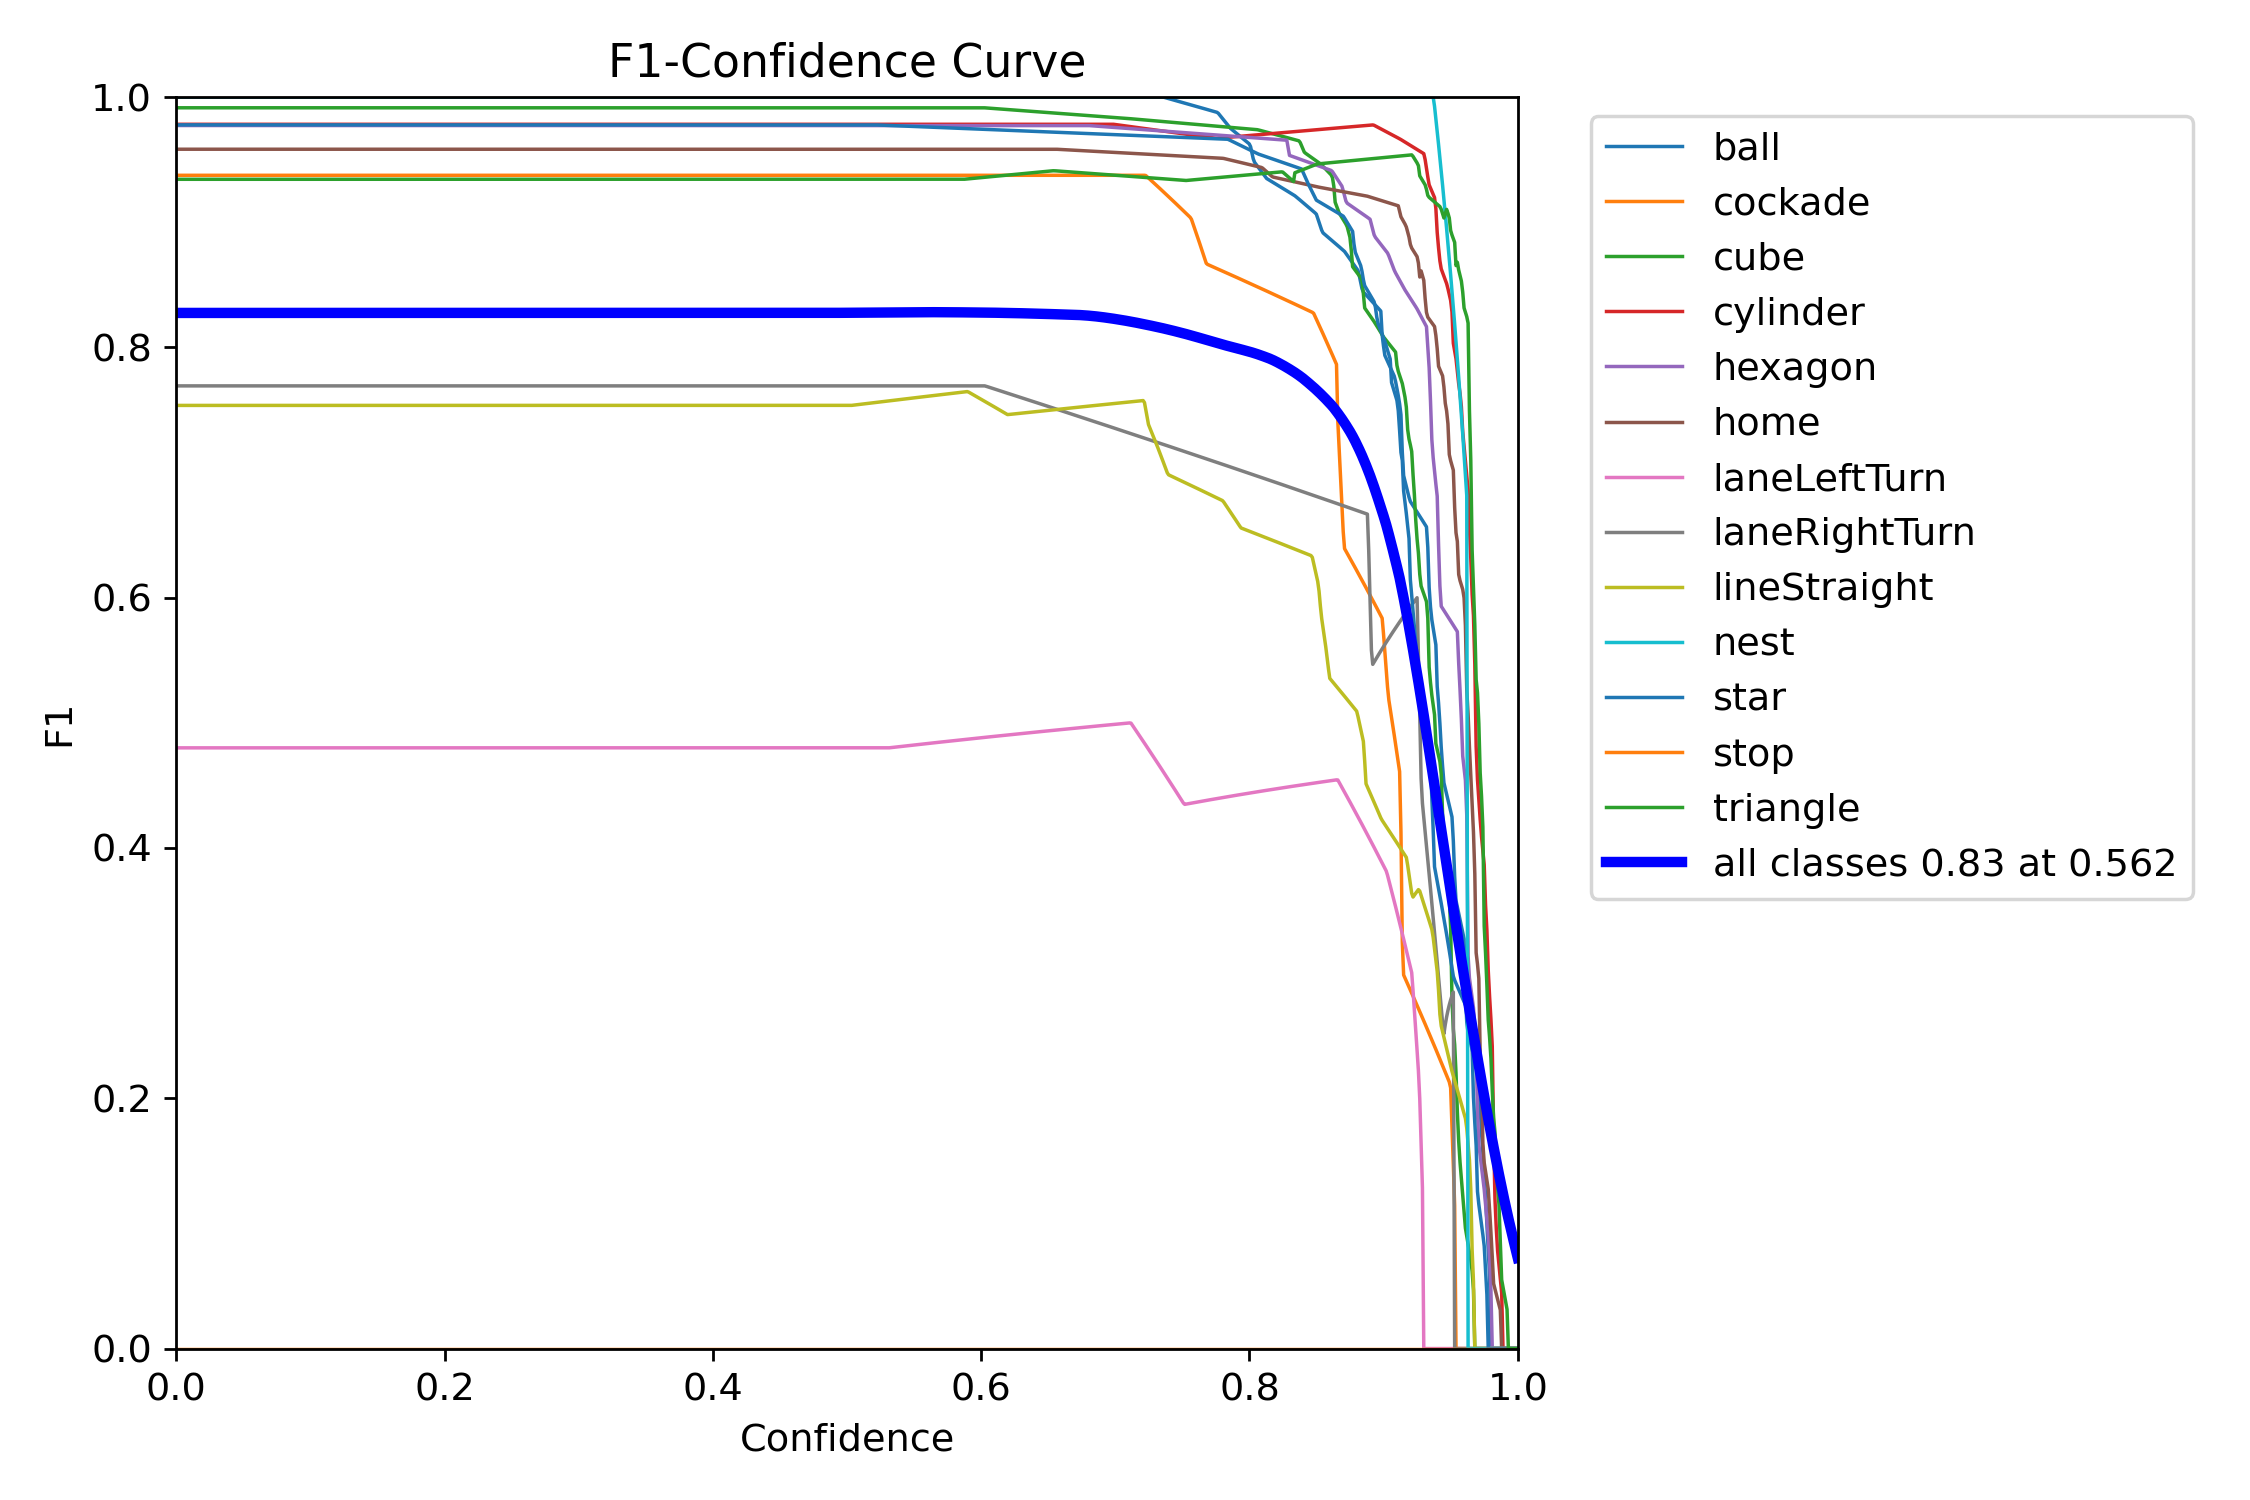 F1-Confidence Curve
1.0
0.8
0.6
0.4
0.2
0.0
F1
0.0 0.2 0.4 0.6 0.8 1.0
Confidence
ball
cockade
cube
cylinder
hexagon
home
laneLeftTurn
laneRightTurn
lineStraight
nest
star
stop
triangle
all classes 0.83 at 0.562